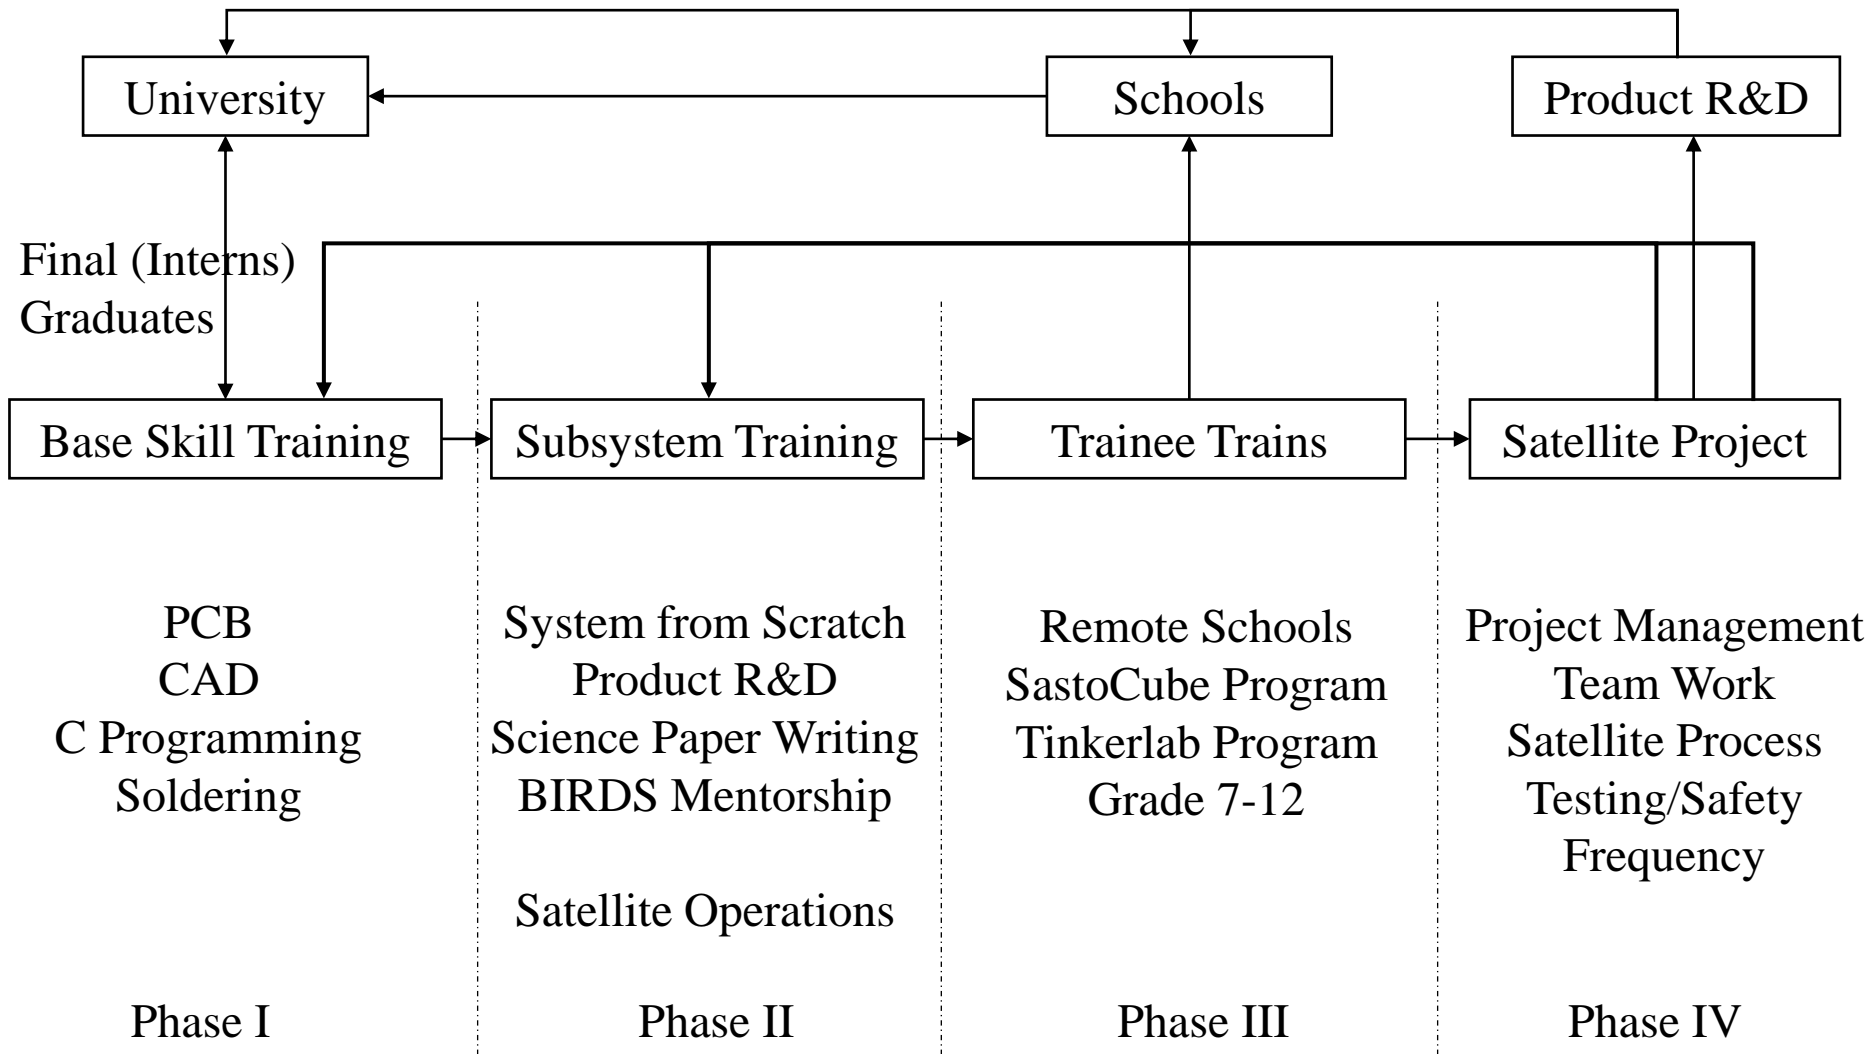 University
Schools
Product R&D
Final (Interns)
Graduates
Base Skill Training
Subsystem Training
Trainee Trains
Satellite Project
PCB
CAD
C Programming
Soldering
System from Scratch
Product R&D
Science Paper Writing
BIRDS Mentorship
Satellite Operations
Remote Schools
SastoCube Program
Tinkerlab Program
Grade 7-12
Project Management
Team Work
Satellite Process
Testing/Safety
Frequency
Phase I
Phase II
Phase III
Phase IV